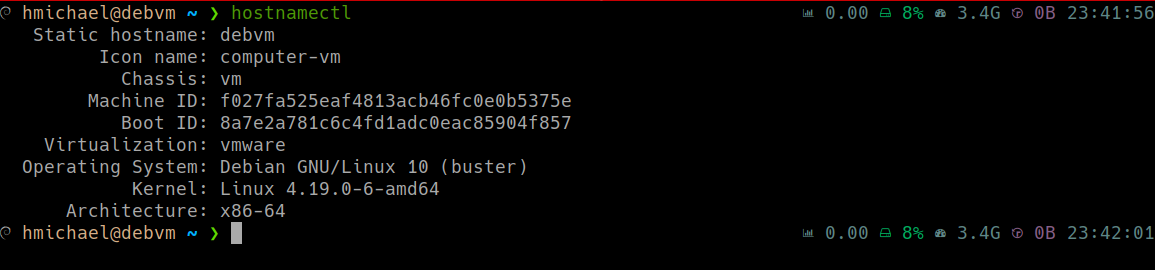 hmichael@debvm ~ ❯ hostnamectl 0.00 8% 3.4G 0B 23:41:56
Static hostname: debvm
Icon name: computer-vm
Chassis: vm
Machine ID: f027fa525eaf4813acb46fc0e0b5375e
Boot ID: 8a7e2a781c6c4fd1adc0eac85904f857
Virtualization: vmware
Operating System: Debian GNU/Linux 10 (buster)
Kernel: Linux 4.19.0-6-amd64
Architecture: x86-64
hmichael@debvm ~ ❯ 0.00 8% 3.4G 0B 23:42:01